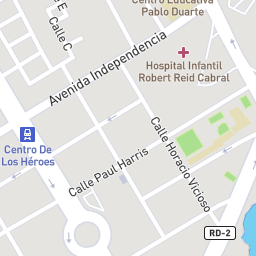 Centro Educativa
Pablo Duarte
Calle E
Calle C
Avenida Independencia
Hospital Infantil
Robert Reid Cabral
Centro De
Los Héroes
Calle Paul Harris
Calle Horacio Vicioso
RD-2